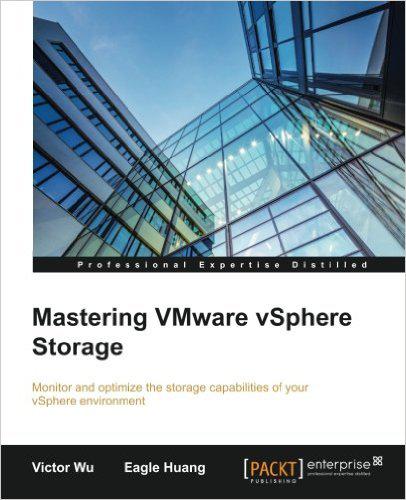 Professional Expertise Distilled
Mastering VMware vSphere
Storage
Monitor and optimize the storage capabilities of your
vSphere environment
Victor Wu Eagle Huang
[PACKT] enterprise
PUBLISHING professional expertise distilled